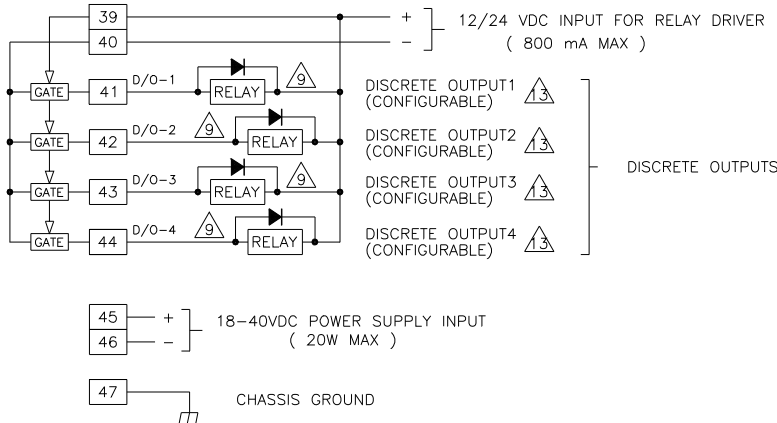 39
+ 12/24 VDC INPUT FOR RELAY DRIVER
40
- ( 800 mA MAX )
GATE 41 D/O-1 RELAY 9 DISCRETE OUTPUT1 13
(CONFIGURABLE)
GATE 42 D/O-2 9 RELAY DISCRETE OUTPUT2 13
(CONFIGURABLE)
DISCRETE OUTPUTS
GATE 43 D/O-3 RELAY 9 DISCRETE OUTPUT3 13
(CONFIGURABLE)
GATE 44 D/O-4 9 RELAY DISCRETE OUTPUT4 13
(CONFIGURABLE)
45 + 18-40VDC POWER SUPPLY INPUT
46 - ( 20W MAX )
47 CHASSIS GROUND